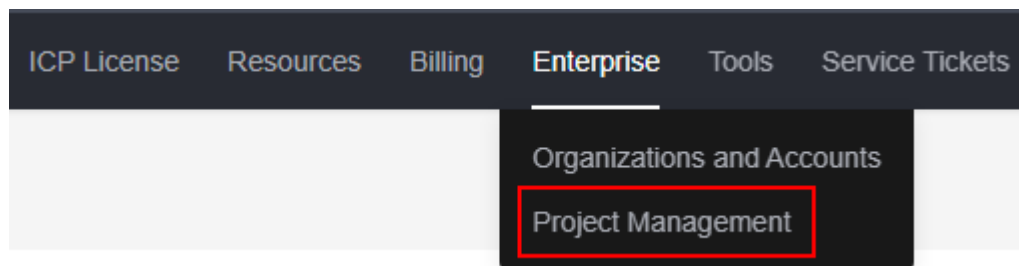 ICP License Resources Billing Enterprise Tools Service Tickets
Organizations and Accounts
Project Management